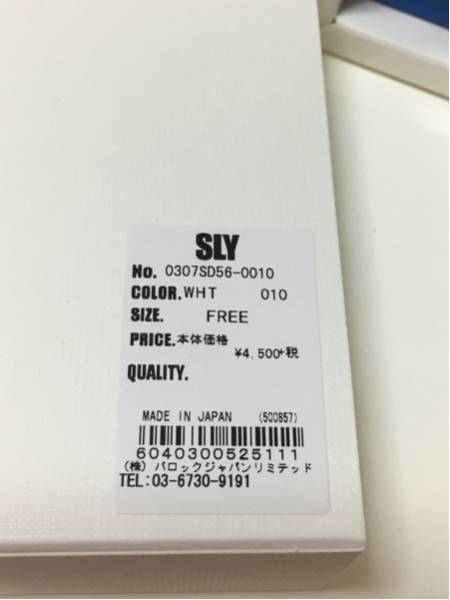 SLY
No. 0307SD56-0010
COLOR. WHT 010
SIZE. FREE
PRICE. 本体価格
¥4,500+税
QUALITY.
MADE IN JAPAN (500857)
6040300525111
(株) バロックジャパンリミテッド
TEL:03-6730-9191